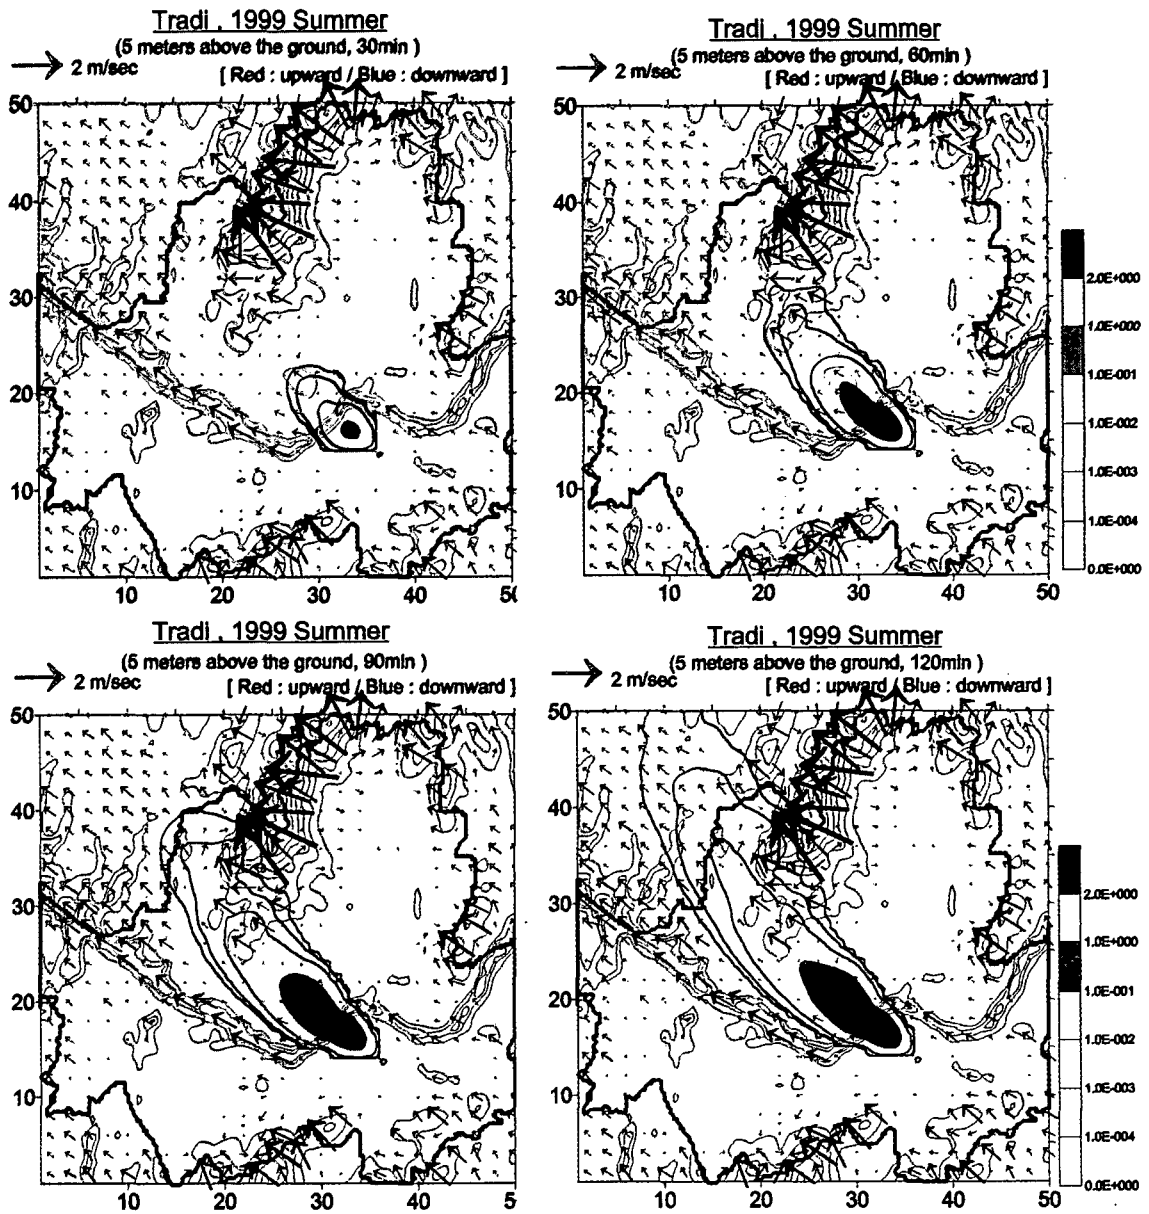 Tradi , 1999 Summer
(5 meters above the ground, 30min )
2 m/sec
[ Red : upward / Blue : downward ]
50
40
30
20
10
10 20 30 40 50
Tradi , 1999 Summer
(5 meters above the ground, 60min )
2 m/sec
[ Red : upward / Blue : downward ]
50
40
30
20
10
10 20 30 40 50
2.0E+000
1.0E+000
1.0E-001
1.0E-002
1.0E-003
1.0E-004
0.0E+000
Tradi , 1999 Summer
(5 meters above the ground, 90min )
2 m/sec
[ Red : upward / Blue : downward ]
50
40
30
20
10
10 20 30 40 5
Tradi , 1999 Summer
(5 meters above the ground, 120min )
2 m/sec
[ Red : upward / Blue : downward ]
50
40
30
20
10
10 20 30 40 50
2.0E+000
1.0E+000
1.0E-001
1.0E-002
1.0E-003
1.0E-004
0.0E+000